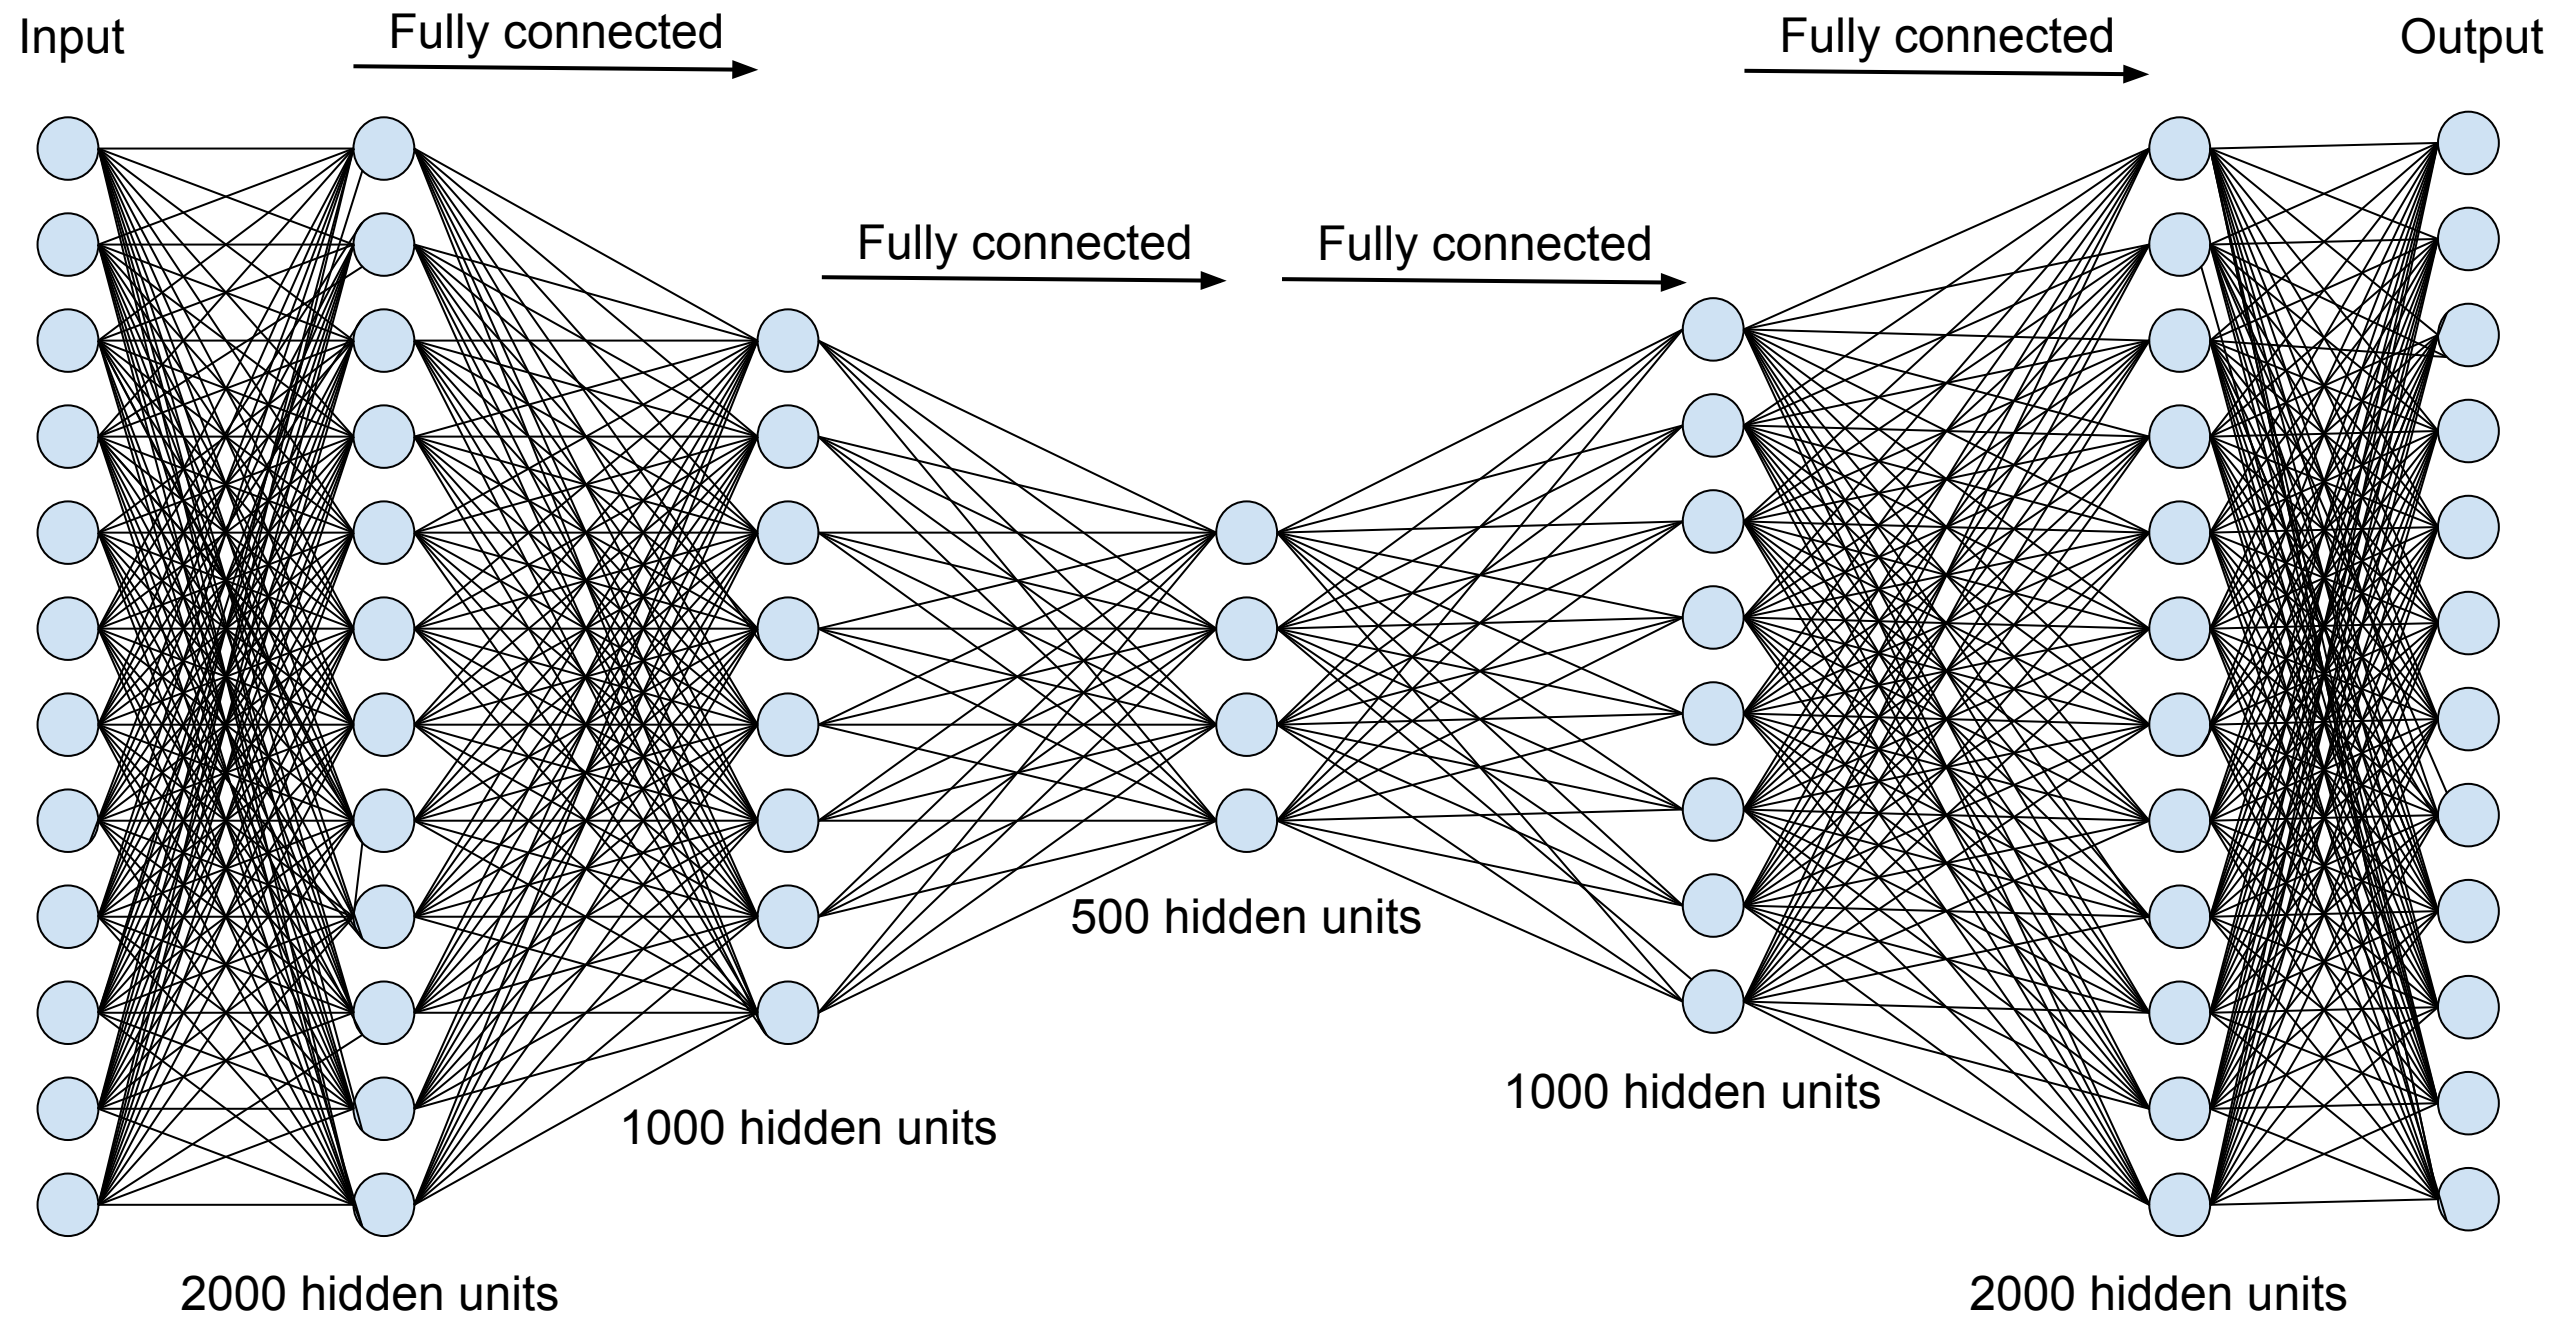 Input
Fully connected
Fully connected
Output
Fully connected
Fully connected
500 hidden units
1000 hidden units
1000 hidden units
2000 hidden units
2000 hidden units